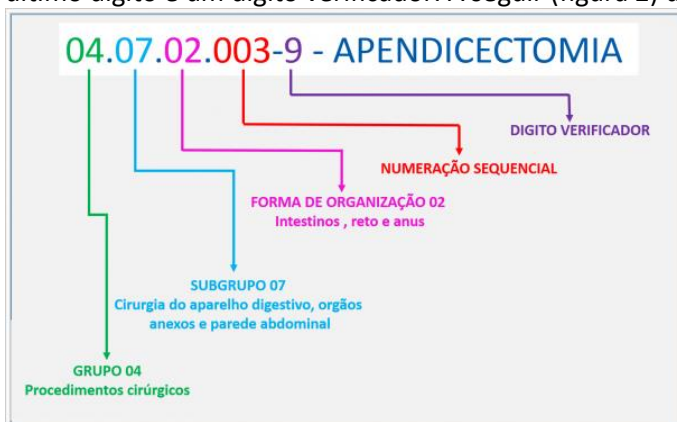 04.07.02.003-9 - APENDICECTOMIA
DIGITO VERIFICADOR
NUMERAÇÃO SEQUENCIAL
FORMA DE ORGANIZAÇÃO 02
Intestinos , reto e anus
SUBGRUPO 07
Cirurgia do aparelho digestivo, orgãos
anexos e parede abdominal
GRUPO 04
Procedimentos cirúrgicos